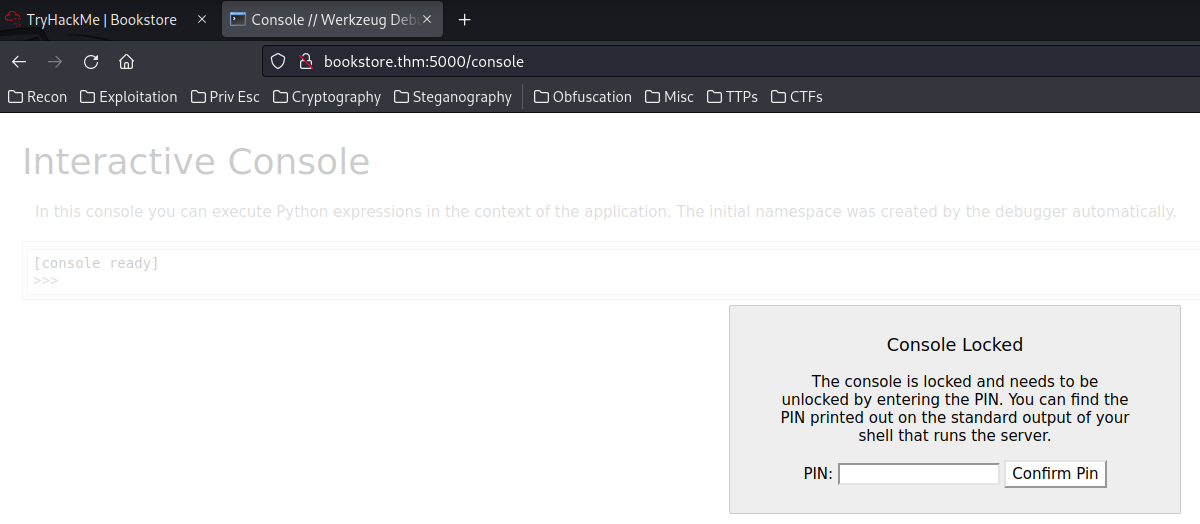 TryHackMe | Bookstore
Console // Werkzeug Deb
bookstore.thm:5000/console
Recon Exploitation Priv Esc Cryptography Steganography Obfuscation Misc TTPs CTFs
Interactive Console
In this console you can execute Python expressions in the context of the application. The initial namespace was created by the debugger automatically.
[console ready]
>>>
Console Locked
The console is locked and needs to be
unlocked by entering the PIN. You can find the
PIN printed out on the standard output of your
shell that runs the server.
PIN: Confirm Pin